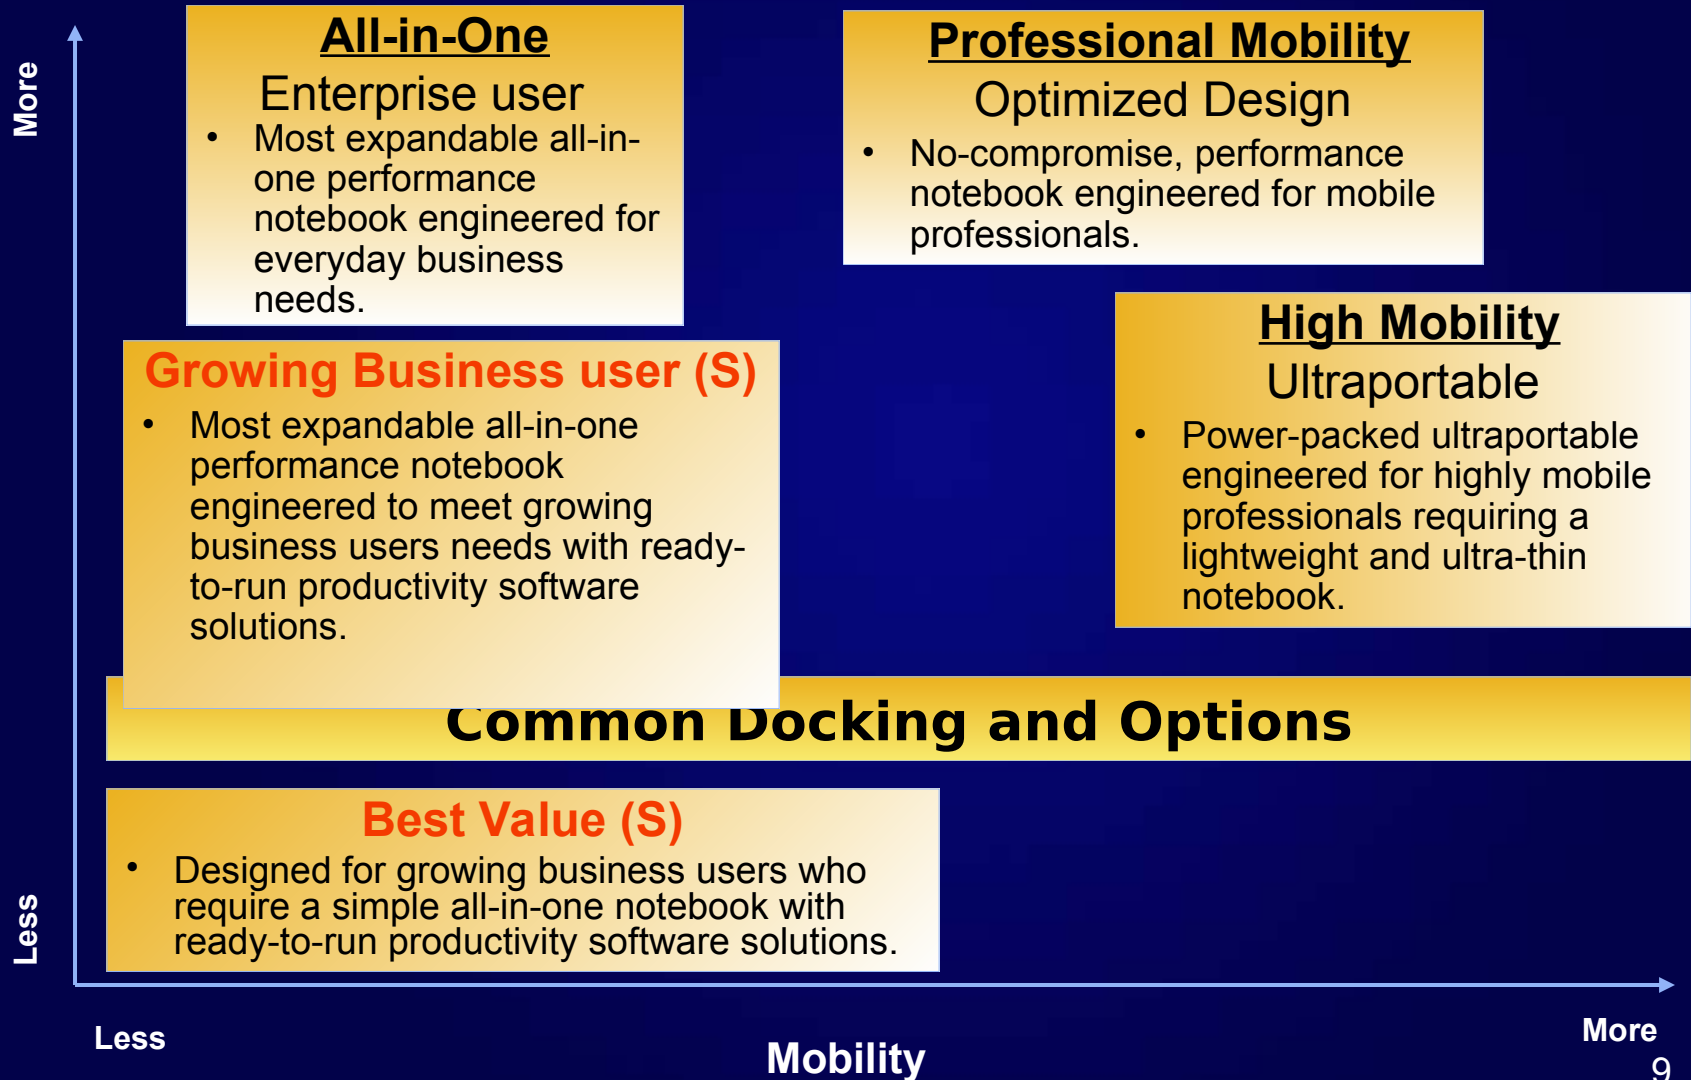 More
All-in-One
Enterprise user
• Most expandable all-in-
one performance
notebook engineered for
everyday business
needs.
Professional Mobility
Optimized Design
• No-compromise, performance
notebook engineered for mobile
professionals.
High Mobility
Ultraportable
• Power-packed ultraportable
engineered for highly mobile
professionals requiring a
lightweight and ultra-thin
notebook.
Growing Business user (S)
• Most expandable all-in-one
performance notebook
engineered to meet growing
business users needs with ready-
to-run productivity software
solutions.
Common Docking and Options
Best Value (S)
• Designed for growing business users who
require a simple all-in-one notebook with
ready-to-run productivity software solutions.
Less
Less
Mobility
More
9